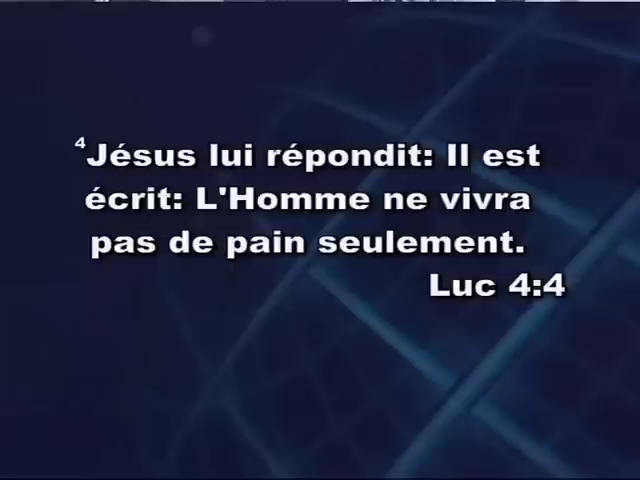 ⁴Jésus lui répondit: Il est
écrit: L'Homme ne vivra
pas de pain seulement.
Luc 4:4